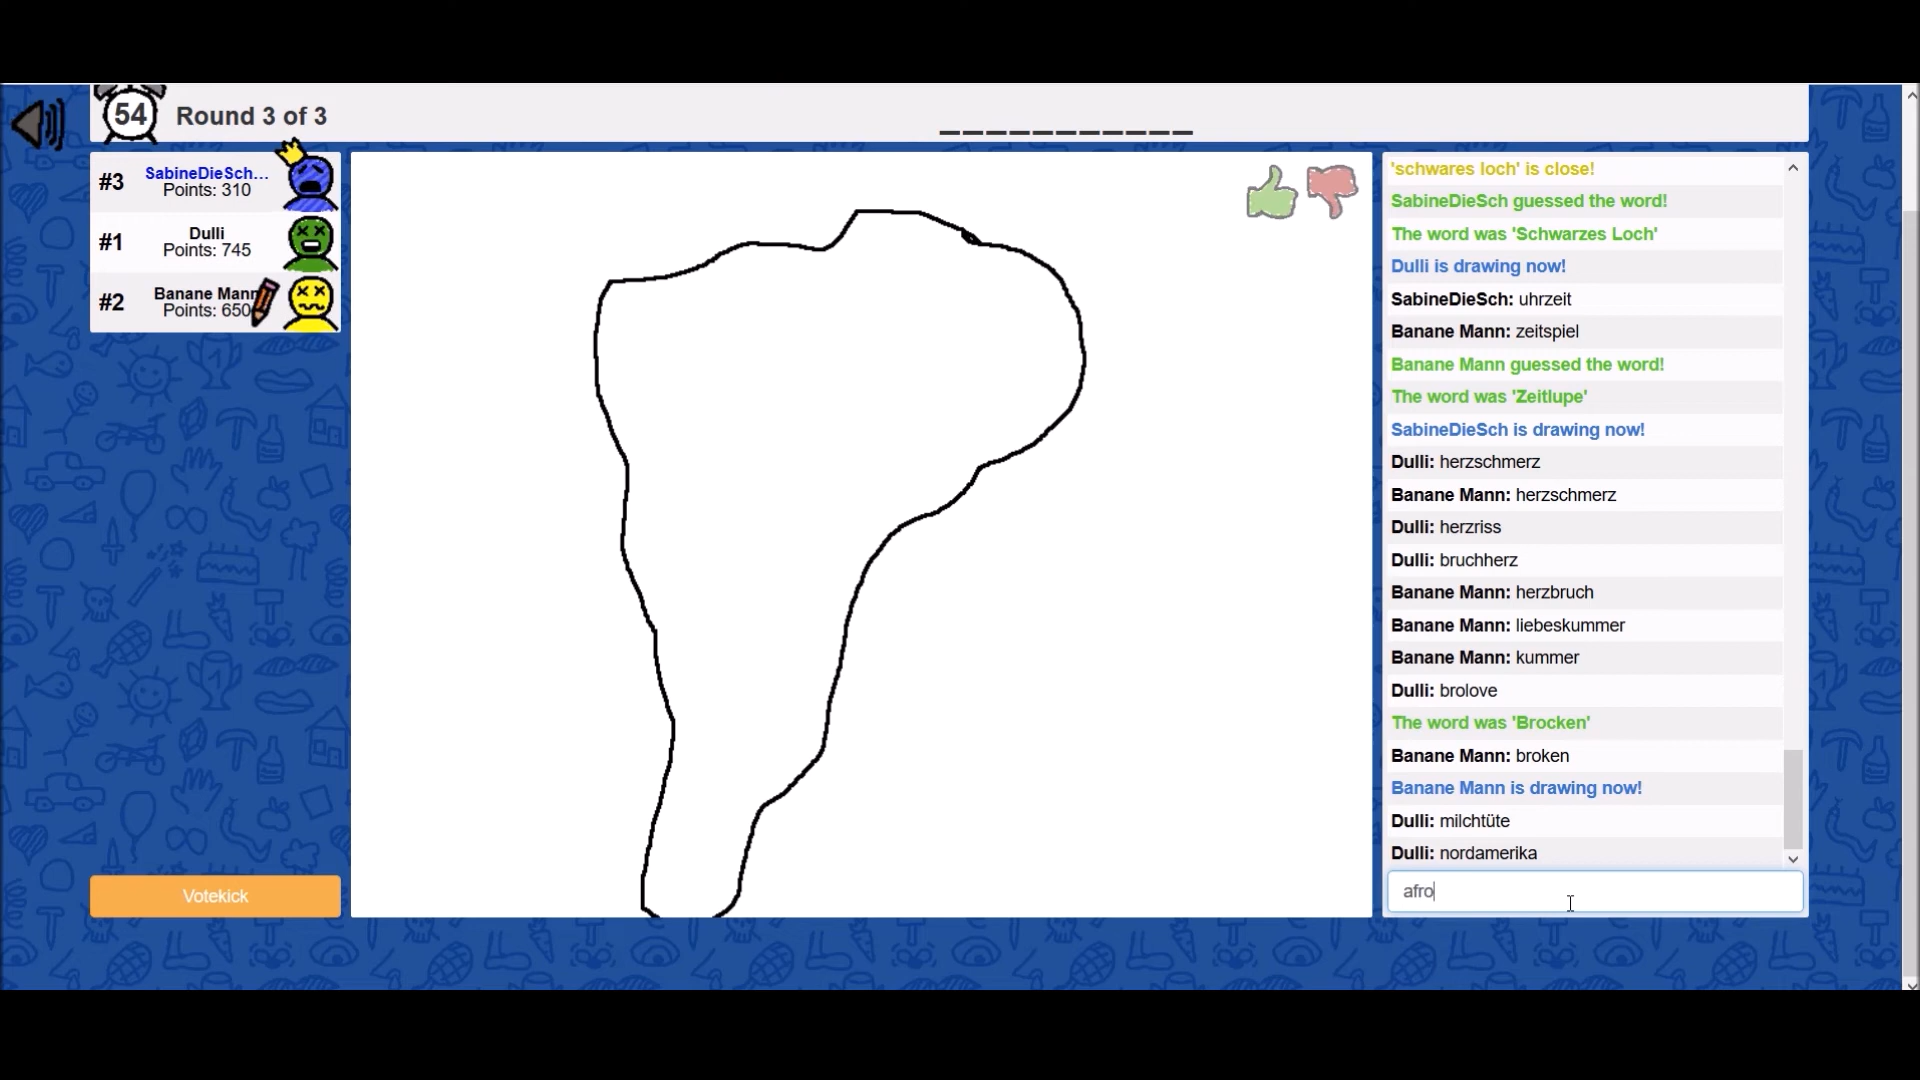 54
Round 3 of 3
___________
#3
SabineDieSch...
Points: 310
#1
Dulli
Points: 745
#2
Banane Mann
Points: 650
Votekick
'schwares loch' is close!
SabineDieSch guessed the word!
The word was 'Schwarzes Loch'
Dulli is drawing now!
SabineDieSch: uhrzeit
Banane Mann: zeitspiel
Banane Mann guessed the word!
The word was 'Zeitlupe'
SabineDieSch is drawing now!
Dulli: herzschmerz
Banane Mann: herzschmerz
Dulli: herzriss
Dulli: bruchherz
Banane Mann: herzbruch
Banane Mann: liebeskummer
Banane Mann: kummer
Dulli: brolove
The word was 'Brocken'
Banane Mann: broken
Banane Mann is drawing now!
Dulli: milchtüte
Dulli: nordamerika
afro